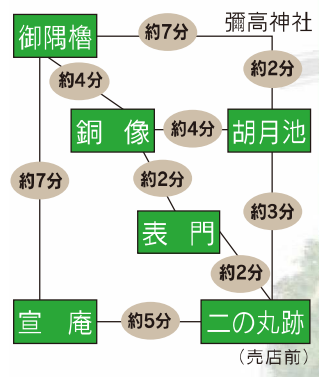 彌高神社
御隅櫓
約7分
約2分
約4分
銅 像
約4分
胡月池
約7分
約2分
約3分
表 門
約2分
宣 庵
約5分
二の丸跡
(売店前)